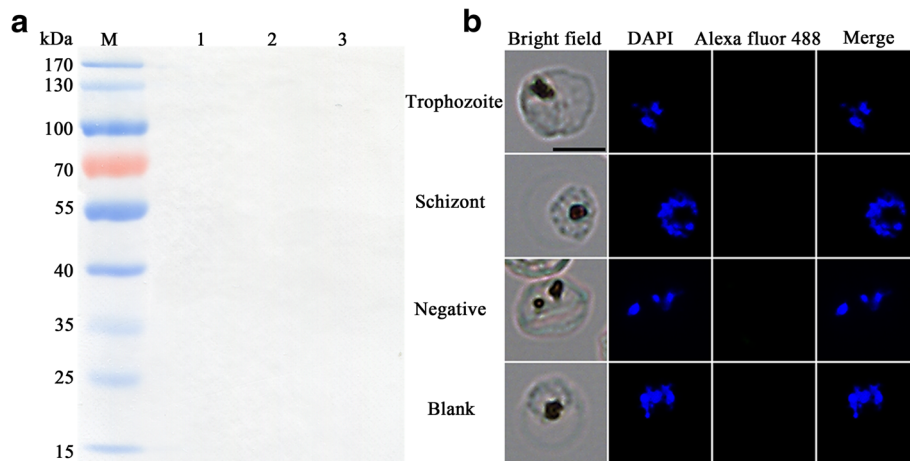 a
kDa M 1 2 3
170
130
100
70
55
40
35
25
15
b
Bright field DAPI Alexa fluor 488 Merge
Trophozoite
Schizont
Negative
Blank